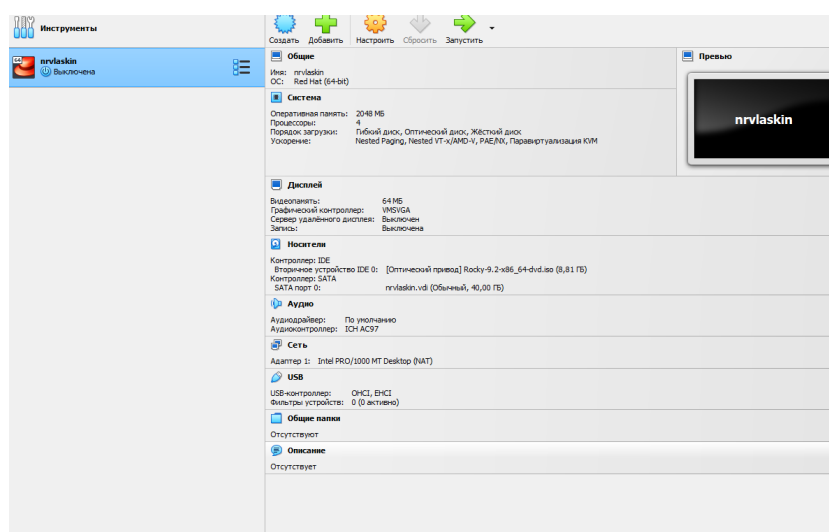 Инструменты
Создать Добавить Настроить Сбросить Запустить
64 nrvlaskin
Выключена
Общие
Имя: nrvlaskin
ОС: Red Hat (64-bit)
Превью
nrvlaskin
Система
Оперативная память: 2048 МБ
Процессоры: 4
Порядок загрузки: Гибкий диск, Оптический диск, Жёсткий диск
Ускорение: Nested Paging, Nested VT-x/AMD-V, PAE/NX, Паравиртуализация KVM
Дисплей
Видеопамять: 64 МБ
Графический контроллер: VMSVGA
Сервер удалённого дисплея: Выключен
Запись: Выключена
Носители
Контроллер: IDE
Вторичное устройство IDE 0: [Оптический привод] Rocky-9.2-x86_64-dvd.iso (8,81 ГБ)
Контроллер: SATA
SATA порт 0: nrvlaskin.vdi (Обычный, 40,00 ГБ)
Аудио
Аудиодрайвер: По умолчанию
Аудиоконтроллер: ICH AC97
Сеть
Адаптер 1: Intel PRO/1000 MT Desktop (NAT)
USB
USB-контроллер: OHCI, EHCI
Фильтры устройств: 0 (0 активно)
Общие папки
Отсутствуют
Описание
Отсутствует